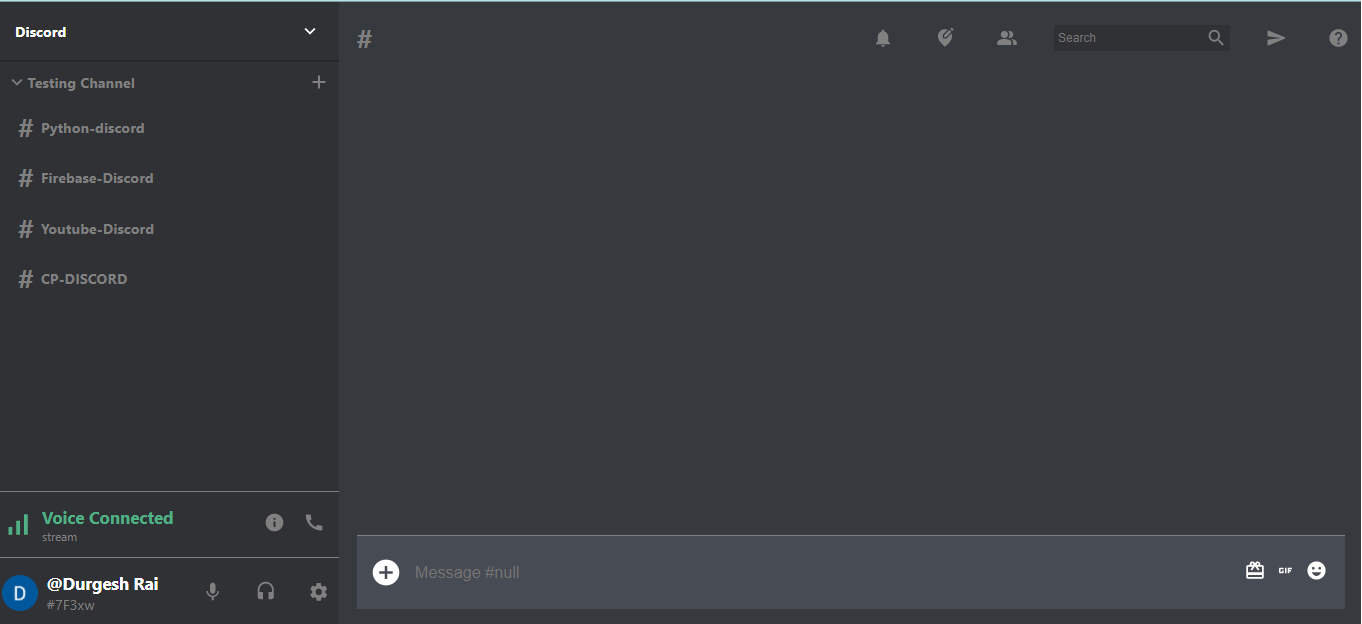 Discord
#
Search
Testing Channel
# Python-discord
# Firebase-Discord
# Youtube-Discord
# CP-DISCORD
Voice Connected
stream
D
@Durgesh Rai
#7F3xw
Message #null
GIF